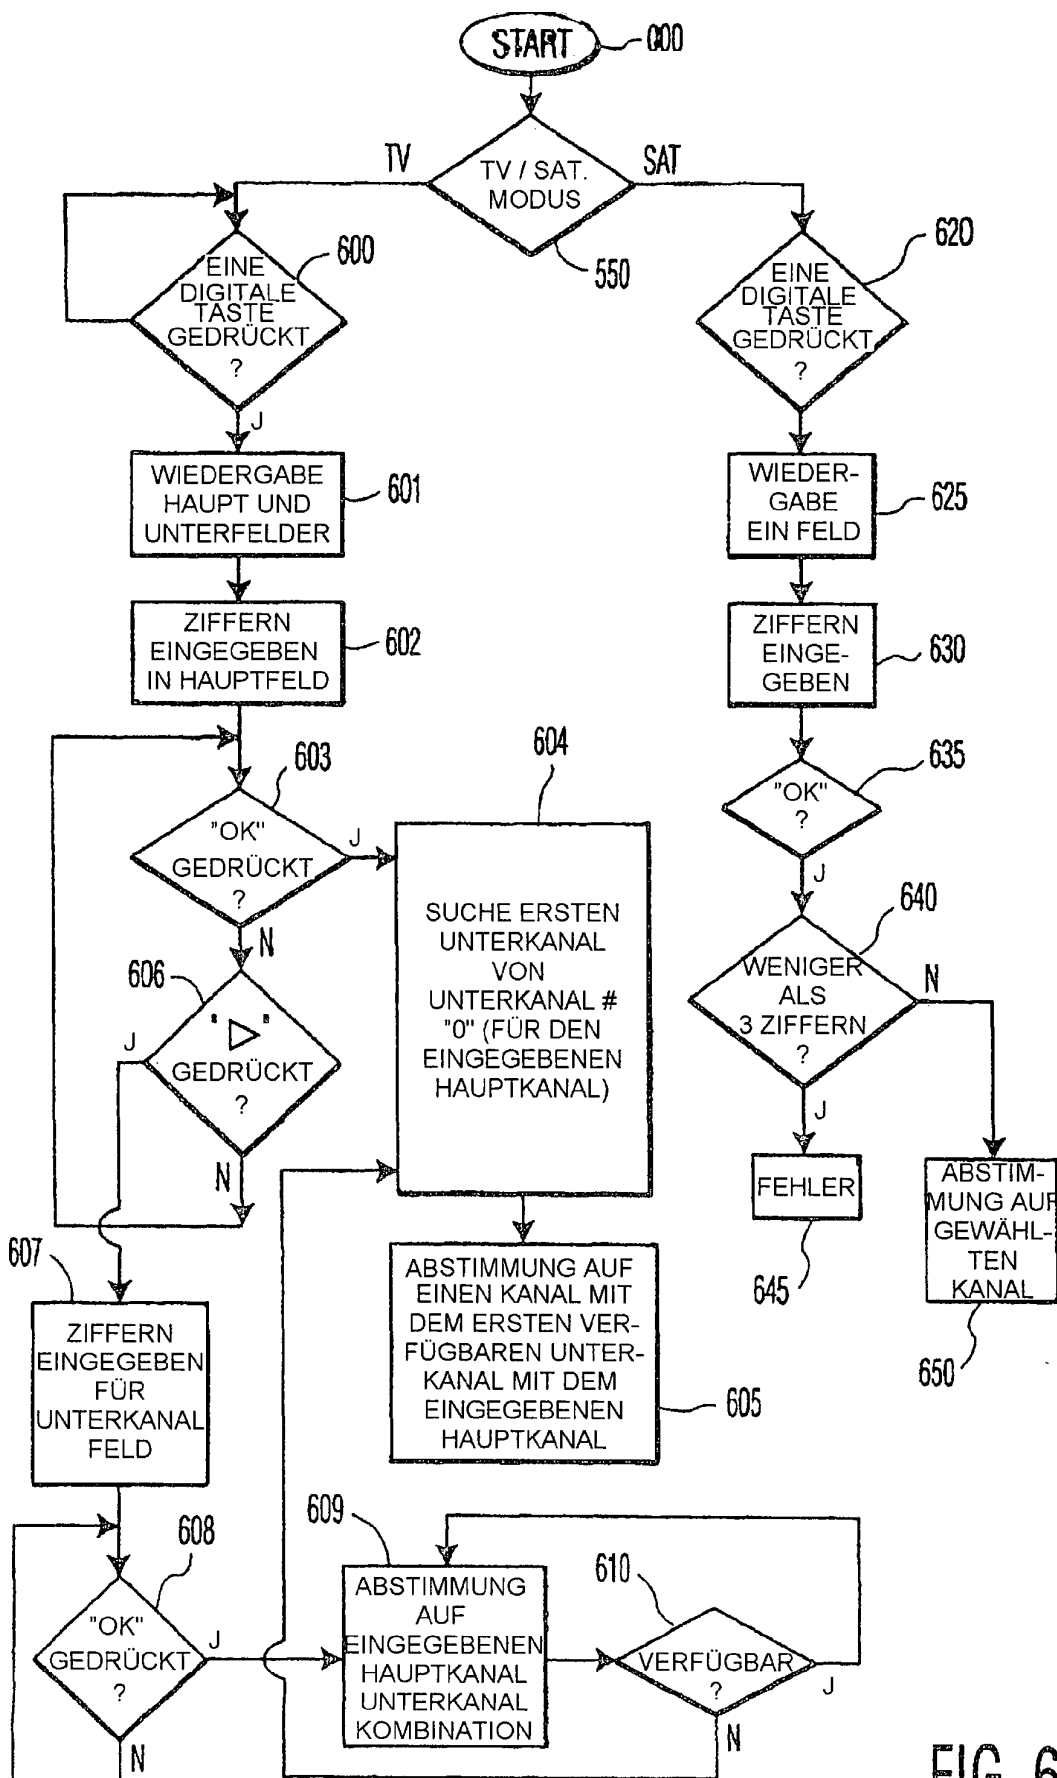 START
000
TV / SAT.
MODUS
TV
SAT
550
EINE
DIGITALE
TASTE
GEDRÜCKT
?
600
J
EINE
DIGITALE
TASTE
GEDRÜCKT
?
620
WIEDERGABE
HAUPT UND
UNTERFELDER
601
WIEDER-
GABE
EIN FELD
625
ZIFFERN
EINGEGEBEN
IN HAUPTFELD
602
ZIFFERN
EINGE-
GEBEN
630
"OK"
GEDRÜCKT
?
603
J
N
604
SUCHE ERSTEN
UNTERKANAL
VON
UNTERKANAL #
"0" (FÜR DEN
EINGEGEBENEN
HAUPTKANAL)
"OK"
?
635
J
606
"▷"
GEDRÜCKT
?
J
N
WENIGER
ALS
3 ZIFFERN
?
640
N
J
FEHLER
645
ABSTIM-
MUNG AUF
GEWÄHL-
TEN
KANAL
650
ABSTIMMUNG AUF
EINEN KANAL MIT
DEM ERSTEN VER-
FÜGBAREN UNTER-
KANAL MIT DEM
EINGEGEBENEN
HAUPTKANAL
605
607
ZIFFERN
EINGEGEBEN
FÜR
UNTERKANAL
FELD
608
"OK"
GEDRÜCKT
?
J
N
609
ABSTIMMUNG
AUF
EINGEGEBENEN
HAUPTKANAL
UNTERKANAL
KOMBINATION
610
VERFÜGBAR
?
J
N
FIG. 6